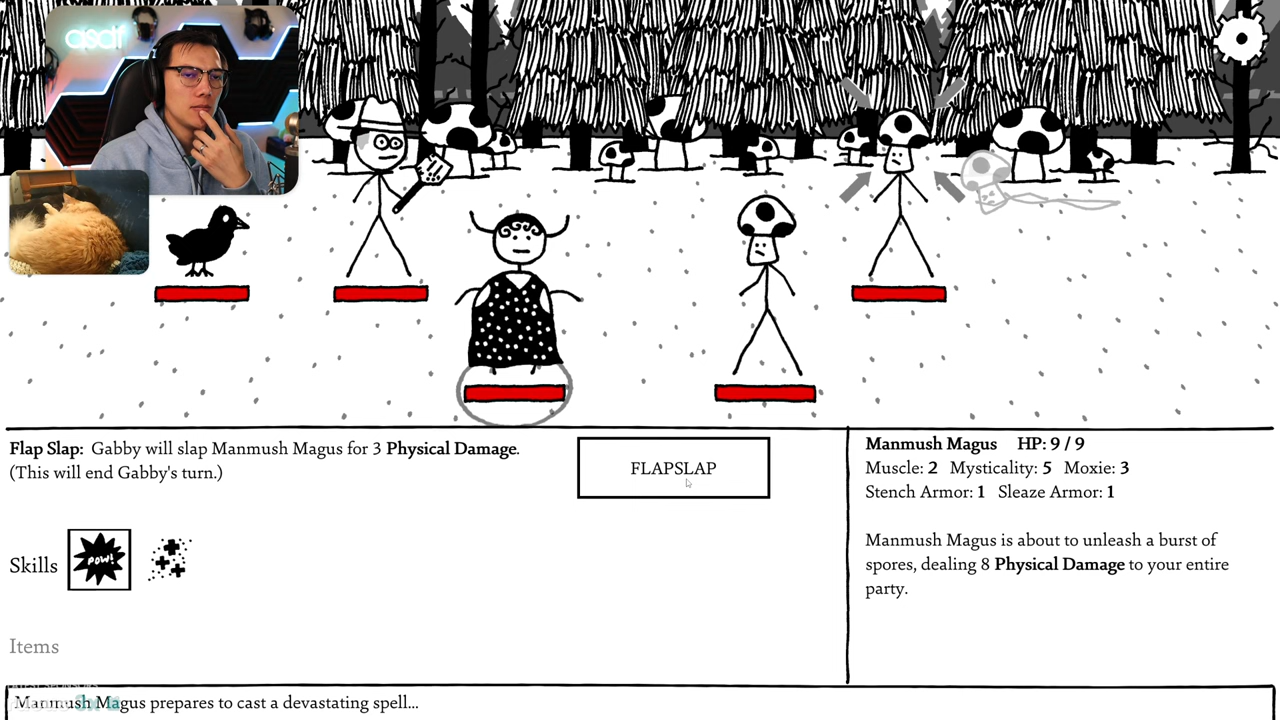 Flap Slap: Gabby will slap Manmush Magus for 3 Physical Damage.
(This will end Gabby's turn.)
FLAPSLAP
Skills
POW!
Items
Manmush Magus HP: 9 / 9
Muscle: 2 Mysticality: 5 Moxie: 3
Stench Armor: 1 Sleaze Armor: 1
Manmush Magus is about to unleash a burst of
spores, dealing 8 Physical Damage to your entire
party.
Manmush Magus prepares to cast a devastating spell...